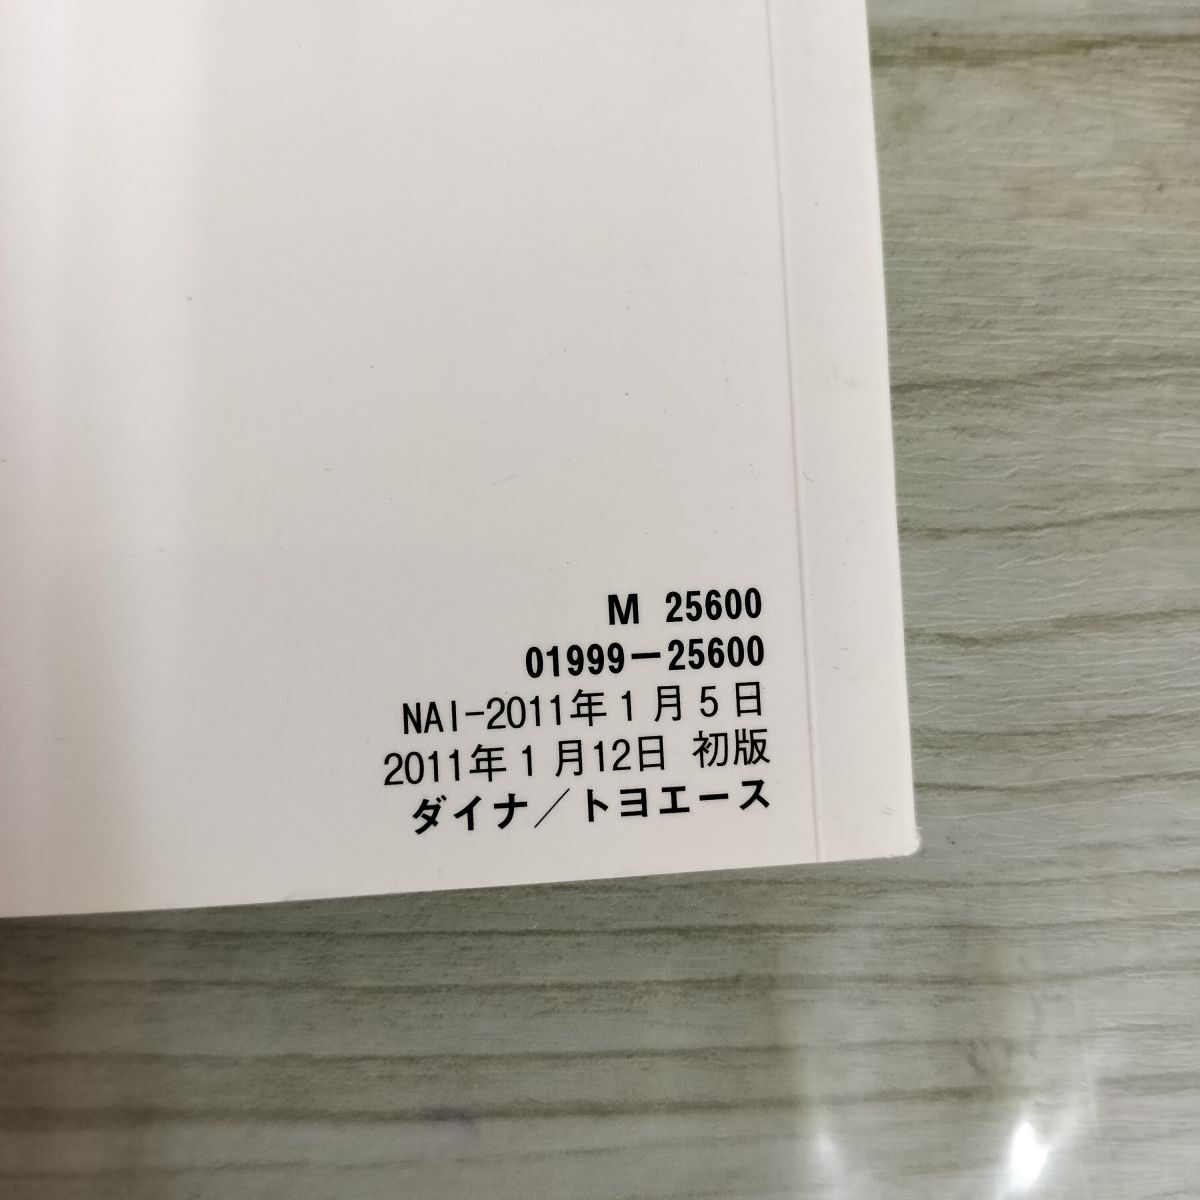 M 25600
01999-25600
NAI-2011年1月5日
2011年1月12日 初版
ダイナ/トヨエース